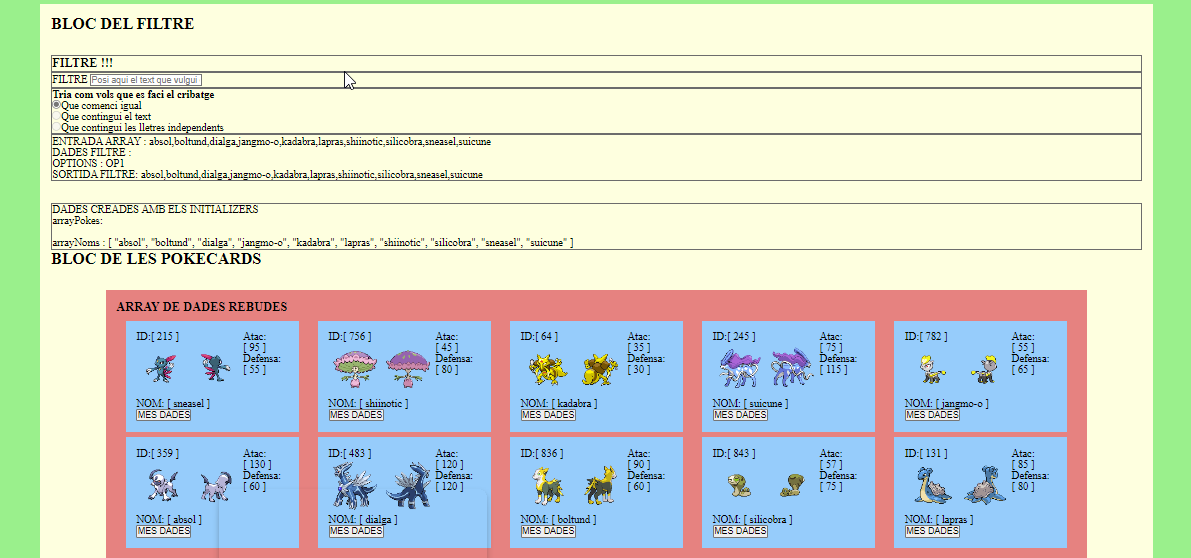 BLOC DEL FILTRE
FILTRE !!!
FILTRE Posi aqui el text que vulgui
Tria com vols que es faci el cribatge
Que comenci igual
Que contingui el text
Que contingui les lletres independents
ENTRADA ARRAY : absol,boltund,dialga,jangmo-o,kadabra,lapras,shiinotic,silicobra,sneasel,suicune
DADES FILTRE :
OPTIONS : OP1
SORTIDA FILTRE: absol,boltund,dialga,jangmo-o,kadabra,lapras,shiinotic,silicobra,sneasel,suicune
DADES CREADES AMB ELS INITIALIZERS
arrayPokes:
arrayNoms : [ "absol", "boltund", "dialga", "jangmo-o", "kadabra", "lapras", "shiinotic", "silicobra", "sneasel", "suicune" ]
BLOC DE LES POKECARDS
ARRAY DE DADES REBUDES
ID:[ 215 ]
Atac:
[ 95 ]
Defensa:
[ 55 ]
NOM: [ sneasel ]
MES DADES
ID:[ 756 ]
Atac:
[ 45 ]
Defensa:
[ 80 ]
NOM: [ shiinotic ]
MES DADES
ID:[ 64 ]
Atac:
[ 35 ]
Defensa:
[ 30 ]
NOM: [ kadabra ]
MES DADES
ID:[ 245 ]
Atac:
[ 75 ]
Defensa:
[ 115 ]
NOM: [ suicune ]
MES DADES
ID:[ 782 ]
Atac:
[ 55 ]
Defensa:
[ 65 ]
NOM: [ jangmo-o ]
MES DADES
ID:[ 359 ]
Atac:
[ 130 ]
Defensa:
[ 60 ]
NOM: [ absol ]
MES DADES
ID:[ 483 ]
Atac:
[ 120 ]
Defensa:
[ 120 ]
NOM: [ dialga ]
MES DADES
ID:[ 836 ]
Atac:
[ 90 ]
Defensa:
[ 60 ]
NOM: [ boltund ]
MES DADES
ID:[ 843 ]
Atac:
[ 57 ]
Defensa:
[ 75 ]
NOM: [ silicobra ]
MES DADES
ID:[ 131 ]
Atac:
[ 85 ]
Defensa:
[ 80 ]
NOM: [ lapras ]
MES DADES